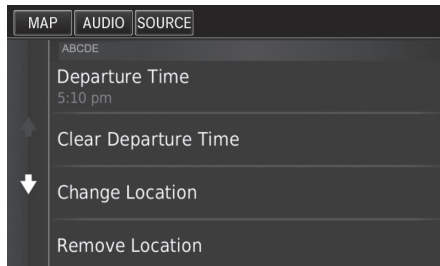 MAP AUDIO SOURCE
ABCDE
Departure Time
5:10 pm
Clear Departure Time
Change Location
Remove Location